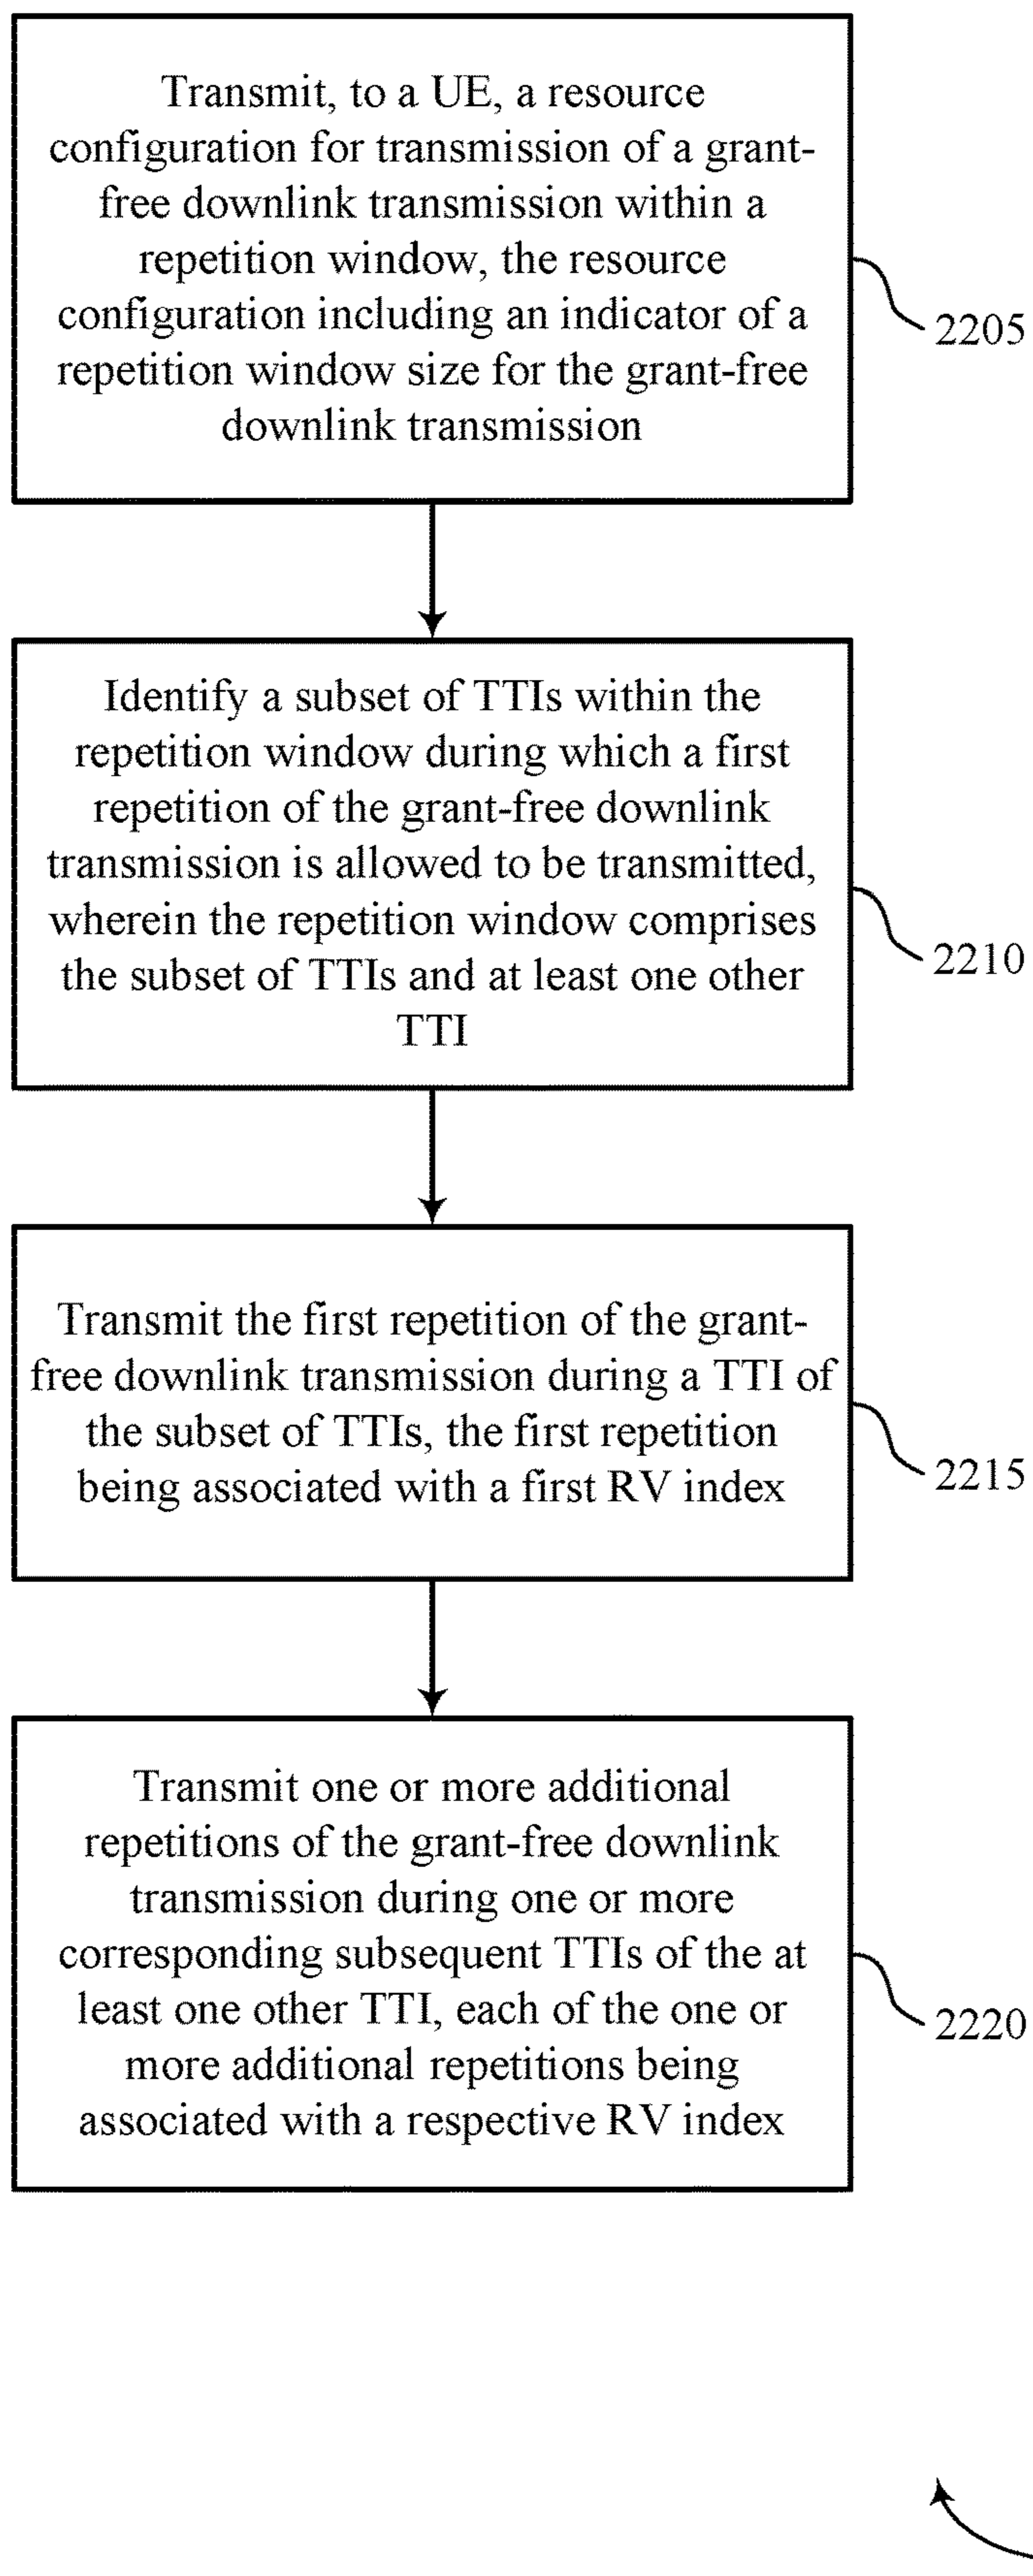 Transmit, to a UE, a resource
configuration for transmission of a grant-
free downlink transmission within a
repetition window, the resource
configuration including an indicator of a
repetition window size for the grant-free
downlink transmission
2205
Identify a subset of TTIs within the
repetition window during which a first
repetition of the grant-free downlink
transmission is allowed to be transmitted,
wherein the repetition window comprises
the subset of TTIs and at least one other
TTI
2210
Transmit the first repetition of the grant-
free downlink transmission during a TTI of
the subset of TTIs, the first repetition
being associated with a first RV index
2215
Transmit one or more additional
repetitions of the grant-free downlink
transmission during one or more
corresponding subsequent TTIs of the at
least one other TTI, each of the one or
more additional repetitions being
associated with a respective RV index
2220